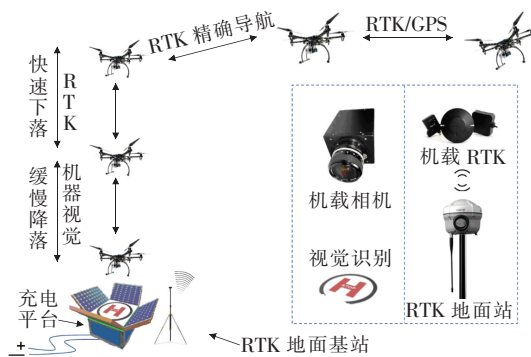 RTK 精确导航
RTK/GPS
快速下落
RTK
缓慢降落
机器视觉
机载相机
机载 RTK
视觉识别
H
RTK 地面站
充电
平台
H
RTK 地面基站
+
−